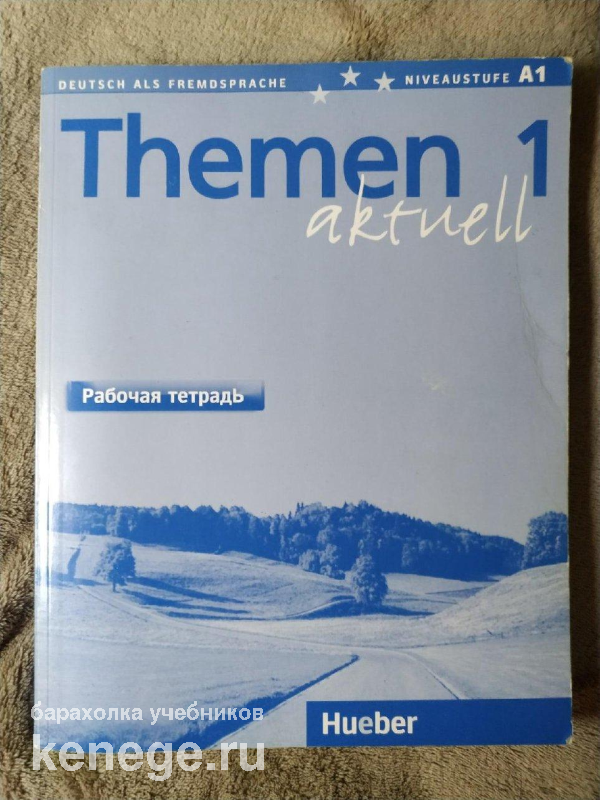 DEUTSCH ALS FREMDSPRACHE NIVEAUSTUFE A1
Themen 1
aktuell
Рабочая тетрадь
барахолка учебников
kenege.ru
Hueber